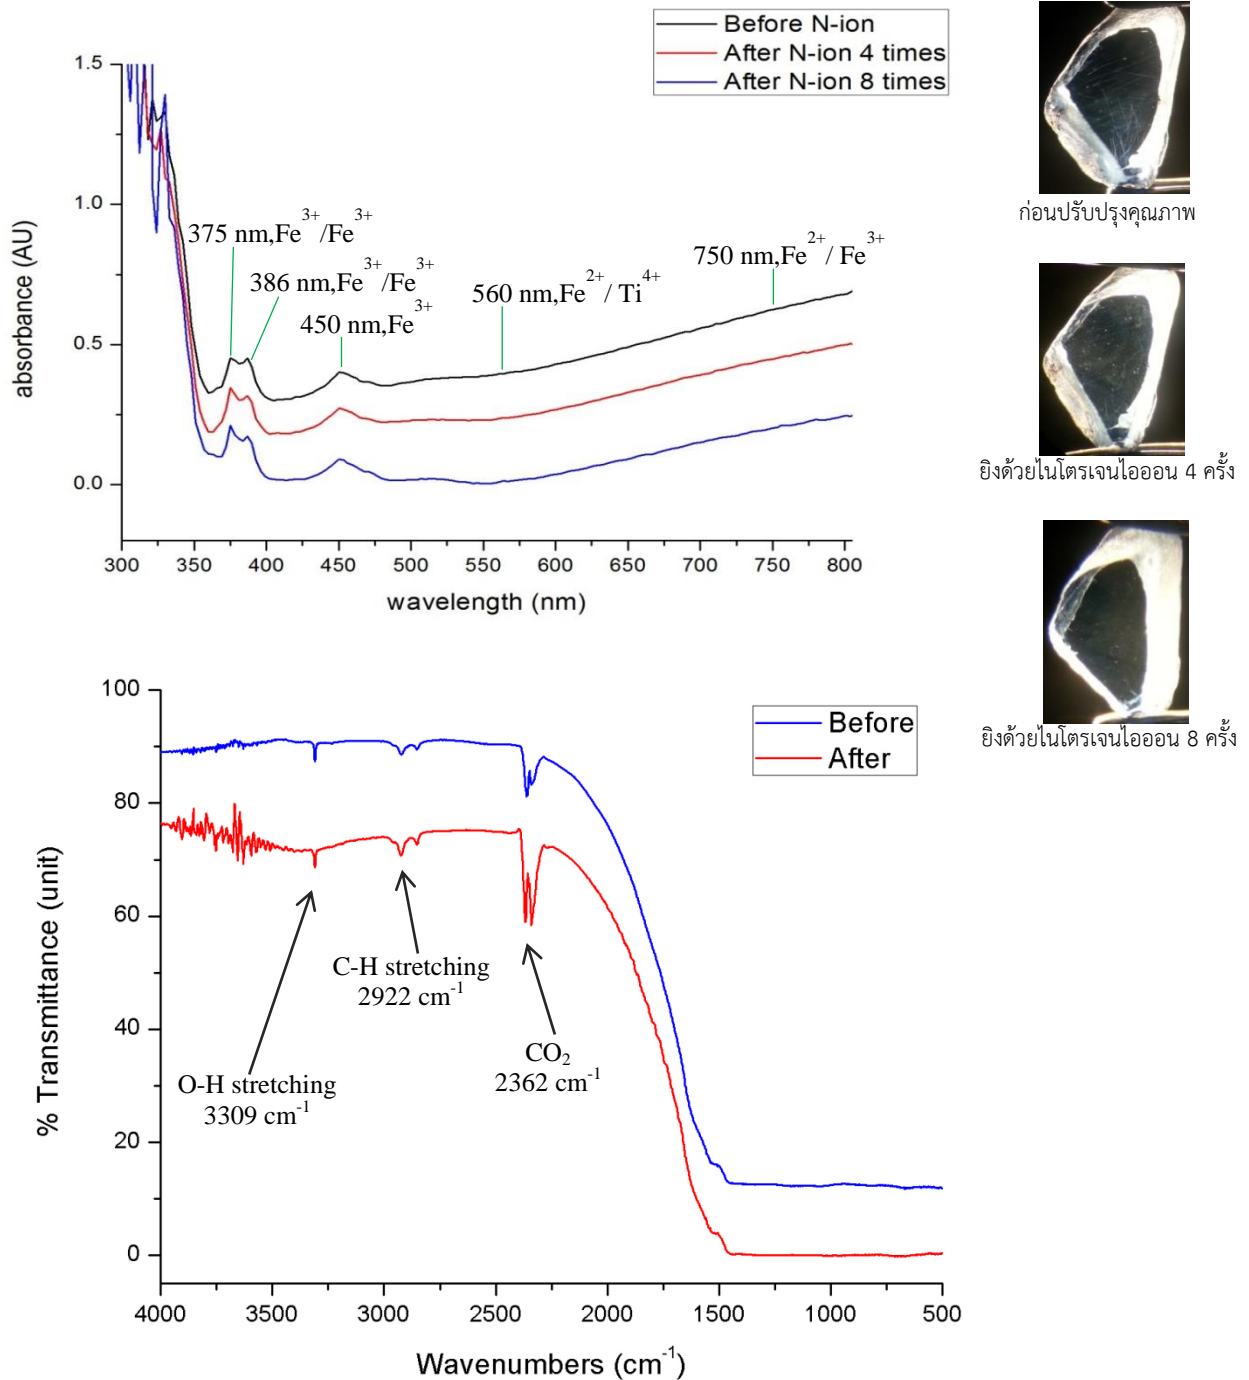 Before N-ion
After N-ion 4 times
After N-ion 8 times
1.5
1.0
0.5
0.0
absorbance (AU)
375 nm,Fe³⁺/Fe³⁺
386 nm,Fe³⁺/Fe³⁺
450 nm,Fe³⁺
560 nm,Fe²⁺/ Ti⁴⁺
750 nm,Fe²⁺/ Fe³⁺
300 350 400 450 500 550 600 650 700 750 800
wavelength (nm)
ก่อนปรับปรุงคุณภาพ
ยิงด้วยไนโตรเจนไอออน 4 ครั้ง
ยิงด้วยไนโตรเจนไอออน 8 ครั้ง
Before
After
100
80
60
40
20
0
% Transmittance (unit)
O-H stretching
3309 cm⁻¹
C-H stretching
2922 cm⁻¹
CO₂
2362 cm⁻¹
4000 3500 3000 2500 2000 1500 1000 500
Wavenumbers (cm⁻¹)